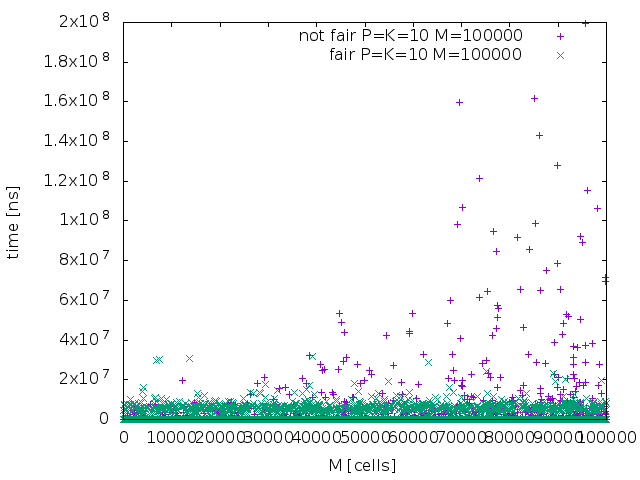 2x10^8
1.8x10^8
1.6x10^8
1.4x10^8
1.2x10^8
1x10^8
8x10^7
6x10^7
4x10^7
2x10^7
0
time [ns]
not fair P=K=10 M=100000
fair P=K=10 M=100000
0 10000 20000 30000 40000 50000 60000 70000 80000 90000 100000
M [cells]